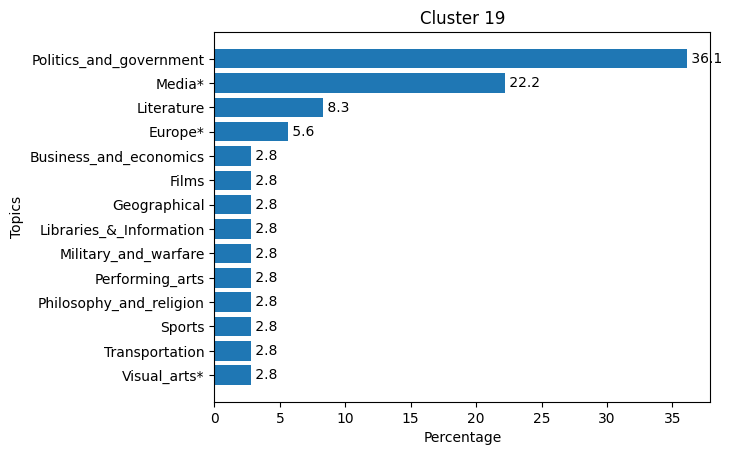 Cluster 19
Politics_and_government 36.1
Media* 22.2
Literature 8.3
Europe* 5.6
Business_and_economics 2.8
Films 2.8
Geographical 2.8
Libraries_&_Information 2.8
Military_and_warfare 2.8
Performing_arts 2.8
Philosophy_and_religion 2.8
Sports 2.8
Transportation 2.8
Visual_arts* 2.8
Topics
0 5 10 15 20 25 30 35
Percentage